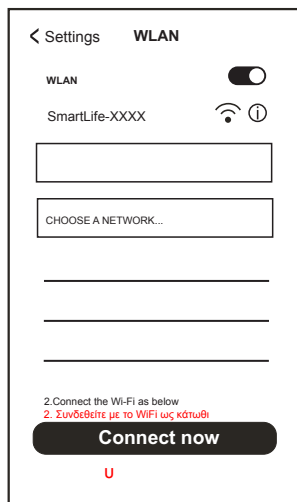 Settings WLAN
WLAN
SmartLife-XXXX
CHOOSE A NETWORK...
2.Connect the Wi-Fi as below
2. Συνδεθείτε με το WiFi ως κάτωθι
Connect now
U